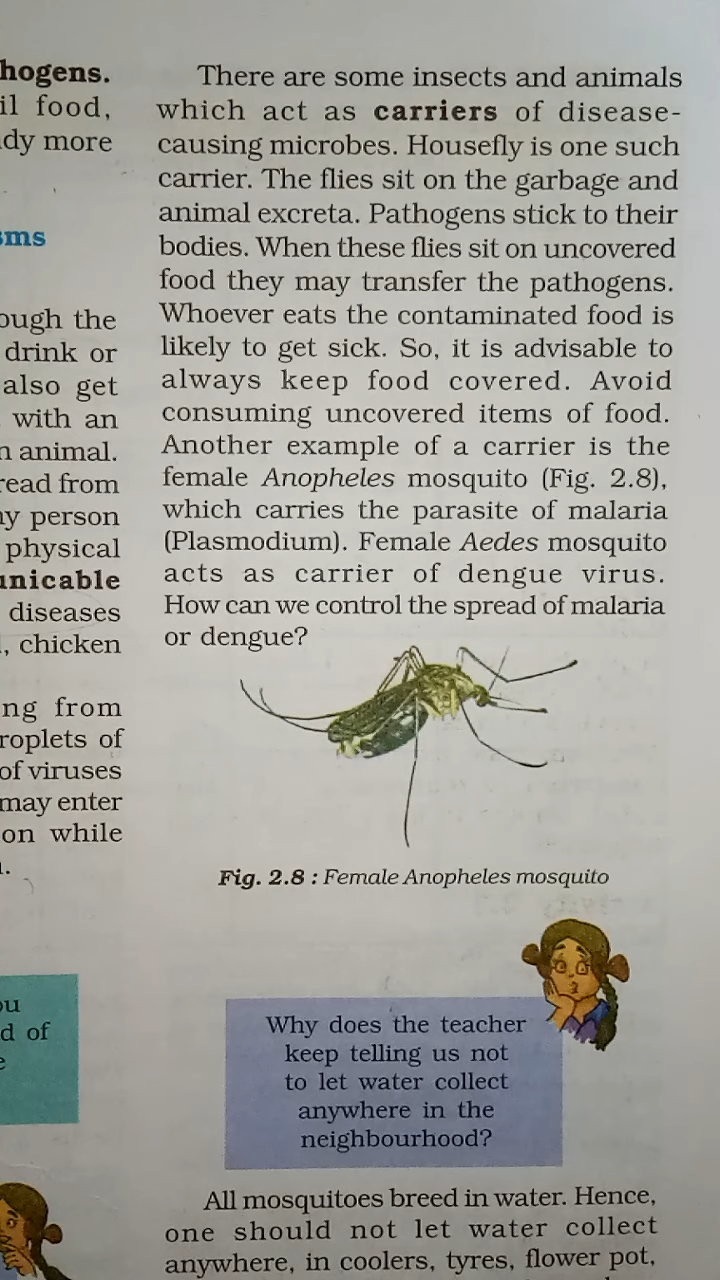 hogens.
il food,
dy more
sms
ough the
drink or
also get
with an
n animal.
read from
ny person
physical
unicable
diseases
, chicken
ng from
roplets of
of viruses
may enter
on while
ou
d of
e
There are some insects and animals
which act as carriers of disease-
causing microbes. Housefly is one such
carrier. The flies sit on the garbage and
animal excreta. Pathogens stick to their
bodies. When these flies sit on uncovered
food they may transfer the pathogens.
Whoever eats the contaminated food is
likely to get sick. So, it is advisable to
always keep food covered. Avoid
consuming uncovered items of food.
Another example of a carrier is the
female Anopheles mosquito (Fig. 2.8),
which carries the parasite of malaria
(Plasmodium). Female Aedes mosquito
acts as carrier of dengue virus.
How can we control the spread of malaria
or dengue?
Fig. 2.8 : Female Anopheles mosquito
Why does the teacher
keep telling us not
to let water collect
anywhere in the
neighbourhood?
All mosquitoes breed in water. Hence,
one should not let water collect
anywhere, in coolers, tyres, flower pot,